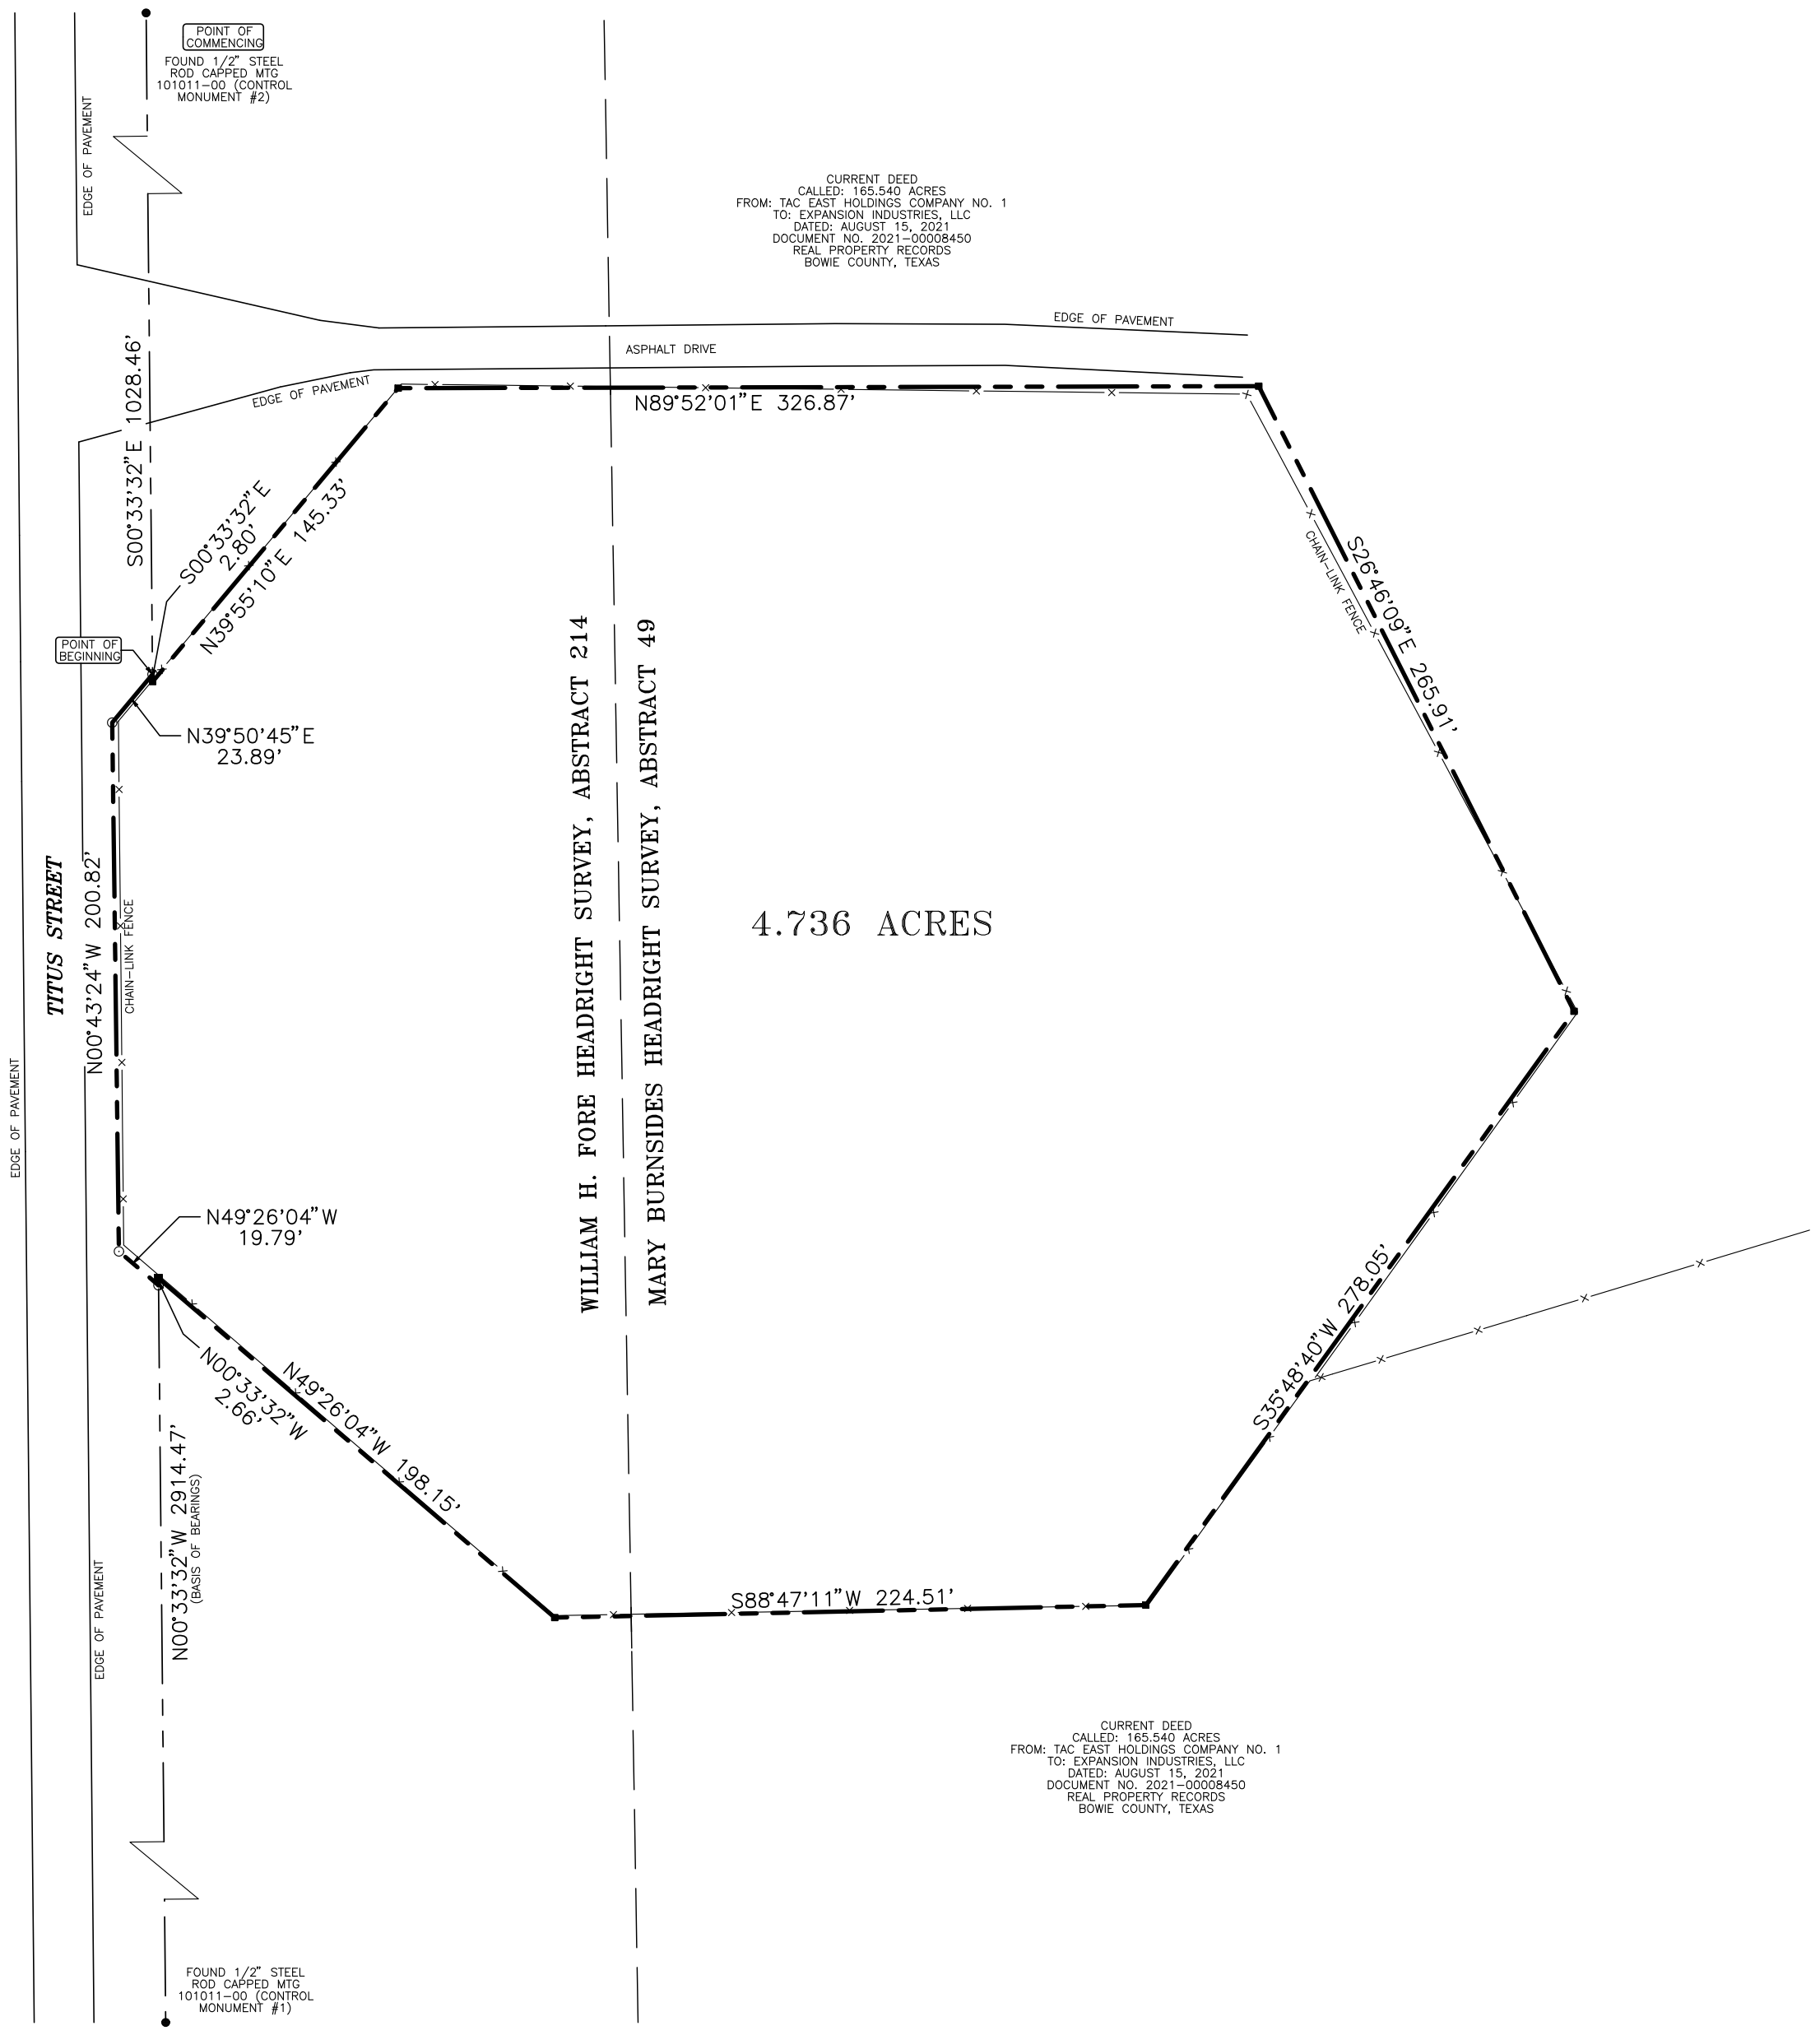 POINT OF
COMMENCING
FOUND 1/2" STEEL
ROD CAPPED MTG
101011-00 (CONTROL
MONUMENT #2)
EDGE OF PAVEMENT
CURRENT DEED
CALLED: 165.540 ACRES
FROM: TAC EAST HOLDINGS COMPANY NO. 1
TO: EXPANSION INDUSTRIES, LLC
DATED: AUGUST 15, 2021
DOCUMENT NO. 2021-00008450
REAL PROPERTY RECORDS
BOWIE COUNTY, TEXAS
EDGE OF PAVEMENT
ASPHALT DRIVE
EDGE OF PAVEMENT
N89°52'01"E 326.87'
S00°33'32"E 1028.46'
S00°33'32"E
2.80'
N39°55'10"E 145.33'
POINT OF
BEGINNING
N39°50'45"E
23.89'
S26°46'09"E 265.91'
CHAIN-LINK FENCE
WILLIAM H. FORE HEADRIGHT SURVEY, ABSTRACT 214
MARY BURNSIDES HEADRIGHT SURVEY, ABSTRACT 49
4.736 ACRES
TITUS STREET
N00°43'24"W 200.82'
CHAIN-LINK FENCE
EDGE OF PAVEMENT
N49°26'04"W
19.79'
N00°33'32"W
2.66'
N49°26'04"W 198.15'
S35°48'40"W 278.05'
N00°33'32"W 2914.47'
(BASIS OF BEARINGS)
EDGE OF PAVEMENT
S88°47'11"W 224.51'
CURRENT DEED
CALLED: 165.540 ACRES
FROM: TAC EAST HOLDINGS COMPANY NO. 1
TO: EXPANSION INDUSTRIES, LLC
DATED: AUGUST 15, 2021
DOCUMENT NO. 2021-00008450
REAL PROPERTY RECORDS
BOWIE COUNTY, TEXAS
FOUND 1/2" STEEL
ROD CAPPED MTG
101011-00 (CONTROL
MONUMENT #1)